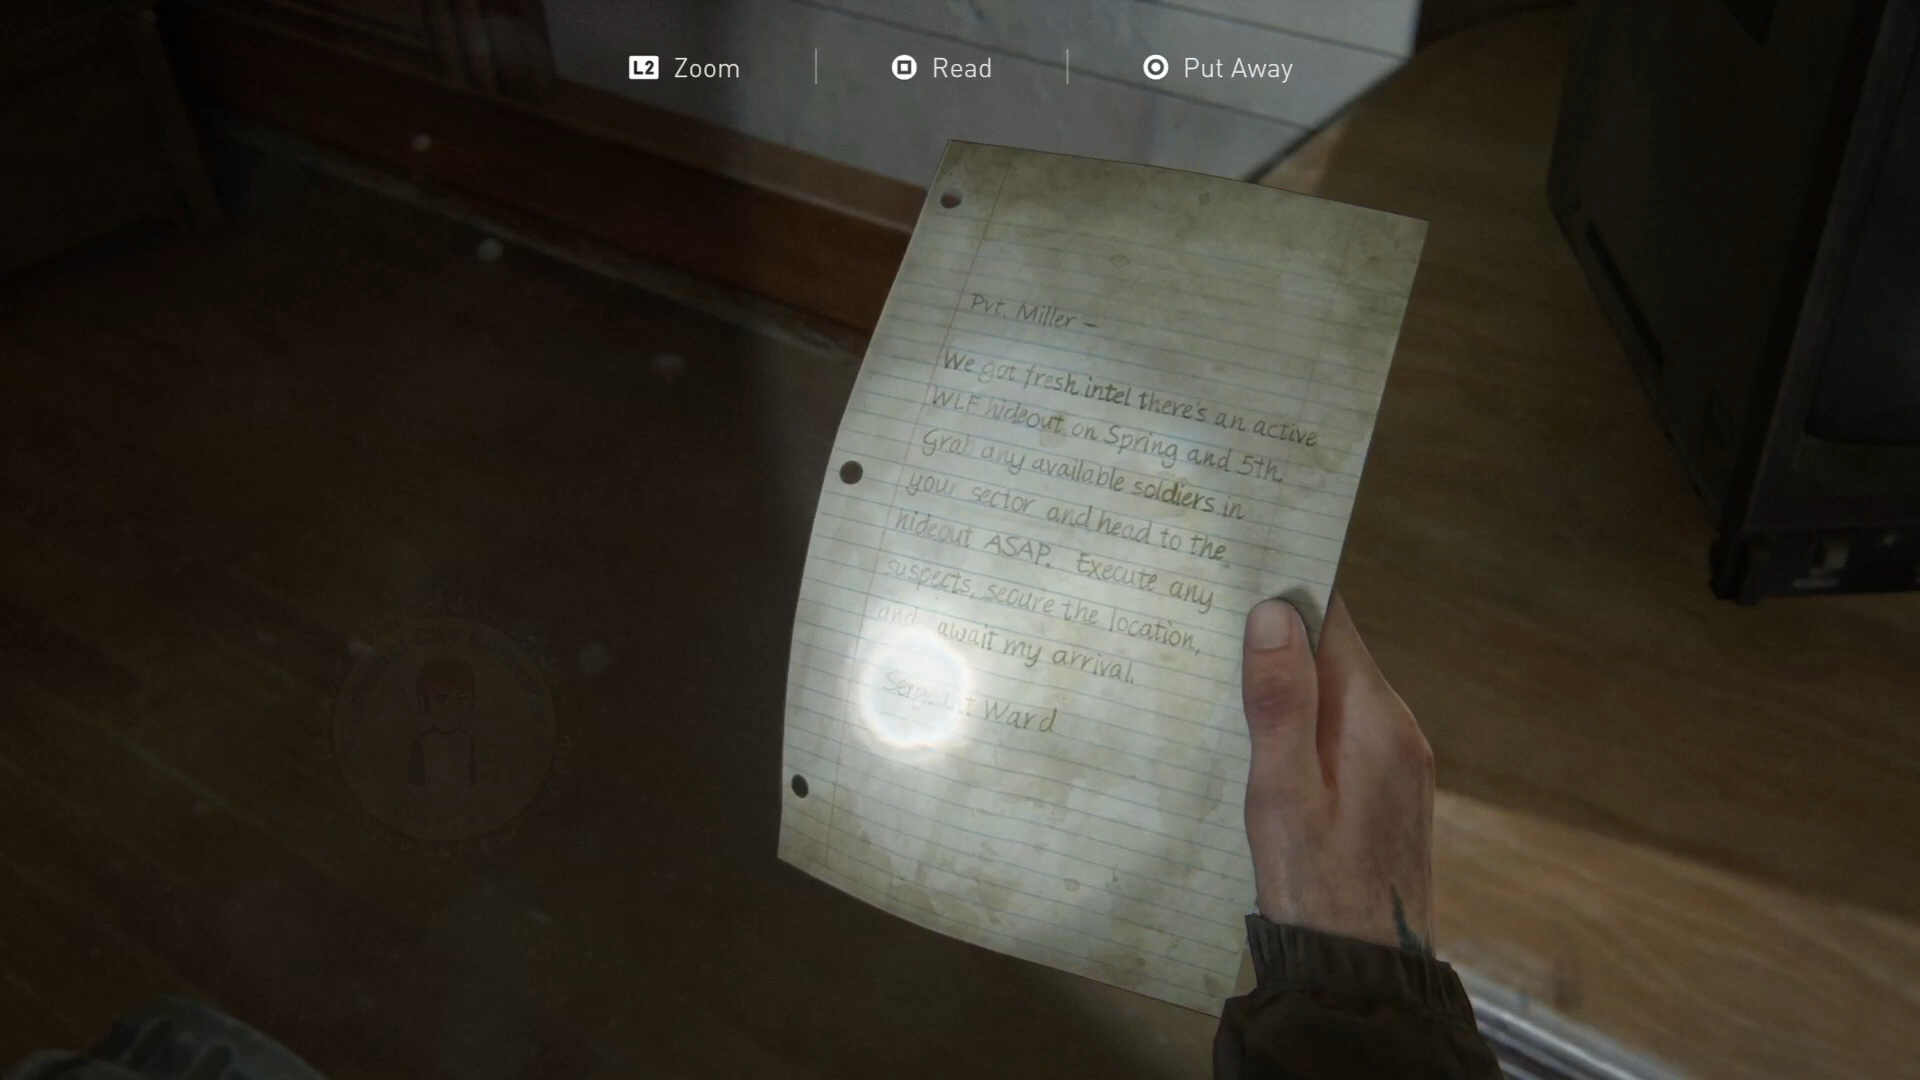 L2 Zoom Read Put Away
Pvt. Miller –
We got fresh intel there's an active
WLF hideout on Spring and 5th.
Grab any available soldiers in
your sector and head to the
hideout ASAP. Execute any
suspects, secure the location,
and await my arrival.
Sergeant Ward